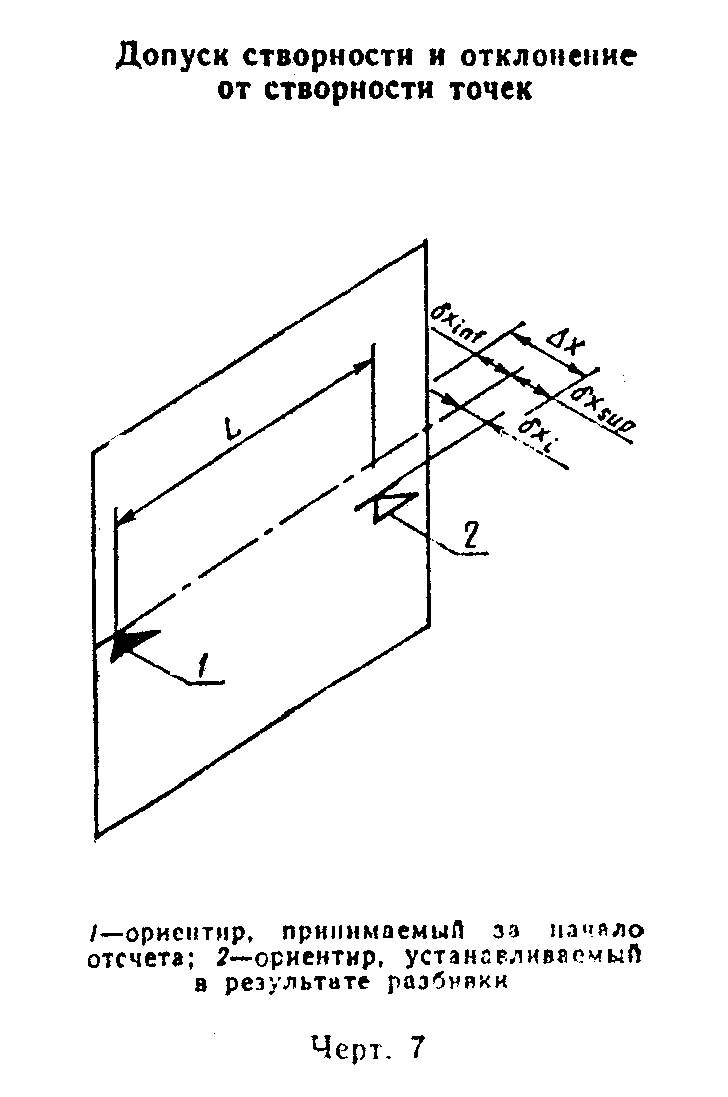 Допуск створности и отклонение
от створности точек
δxinf
Δx
δxsup
δxi
L
2
1
1—ориентир, принимаемый за начало
отсчета; 2—ориентир, устанавливаемый
в результате разбивки
Черт. 7